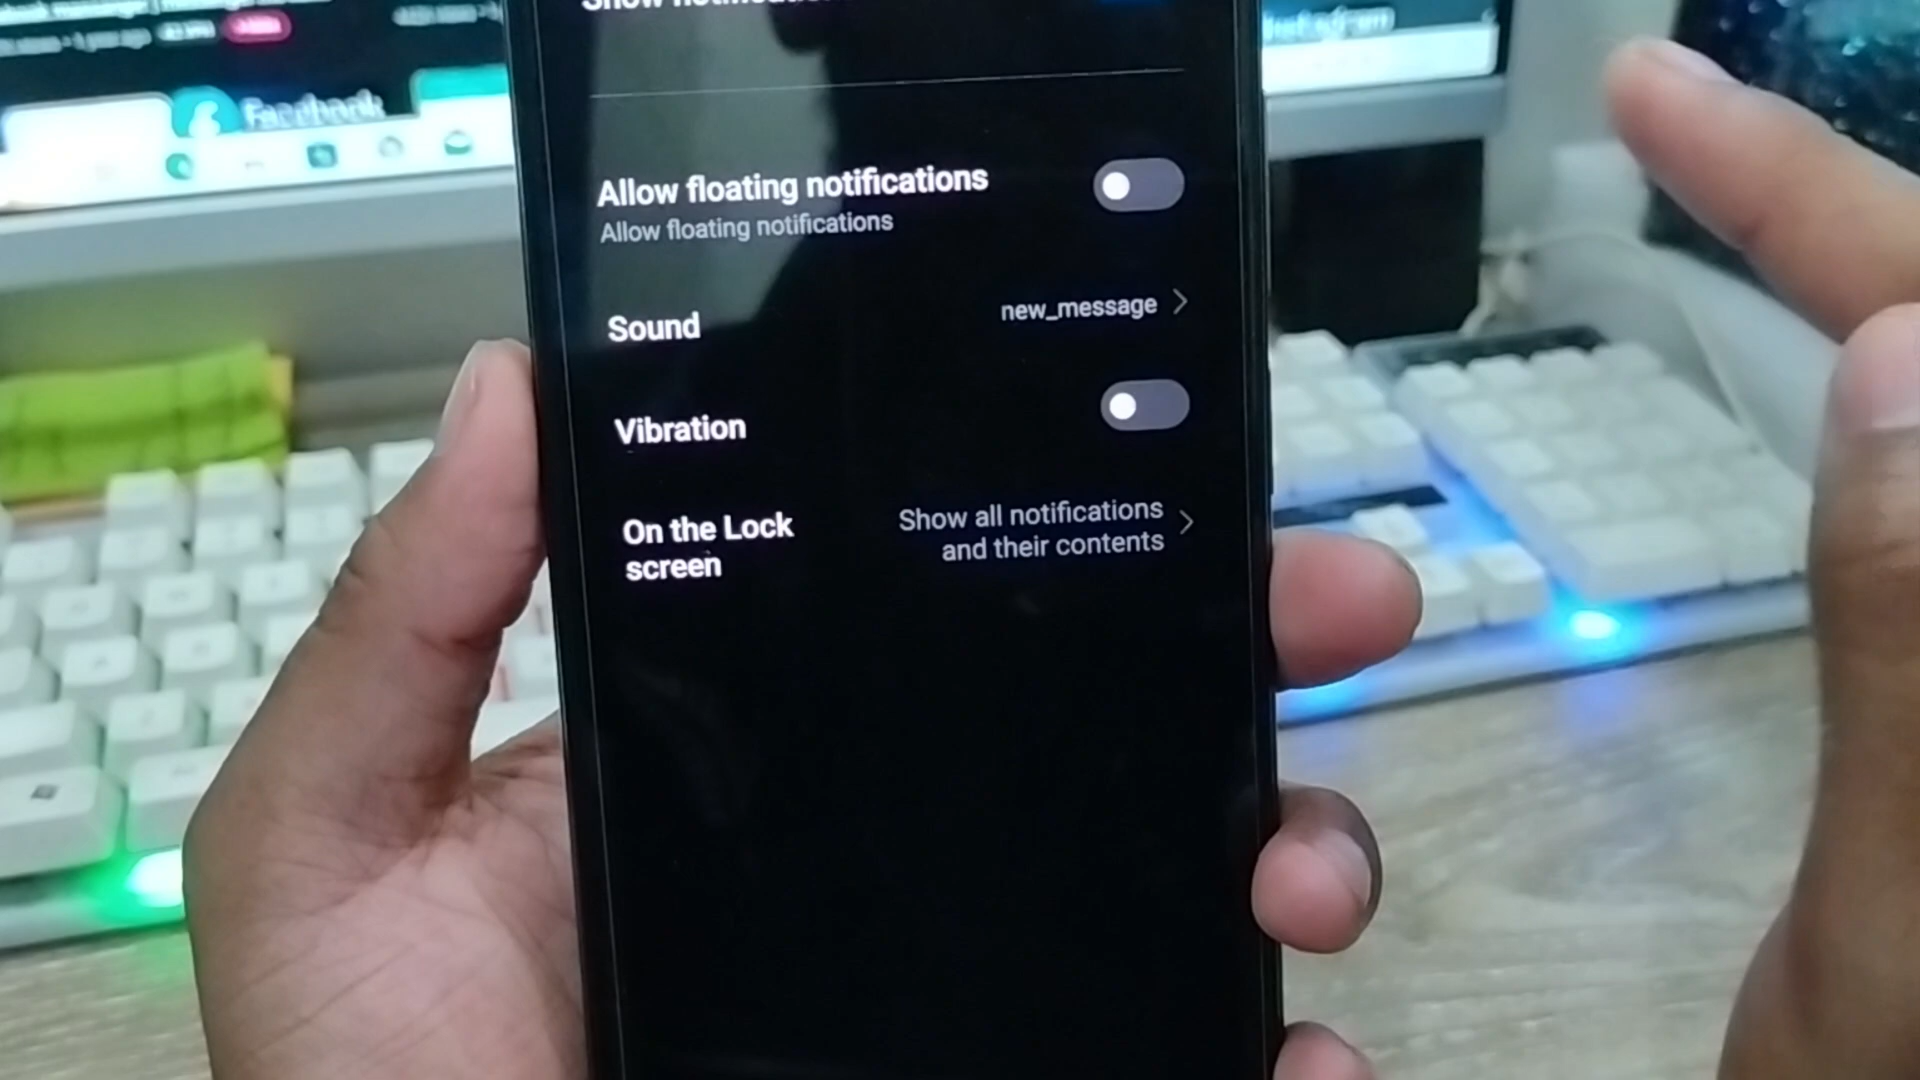 Facebook
Allow floating notifications
Allow floating notifications
Sound
new_message
Vibration
On the Lock
screen
Show all notifications
and their contents